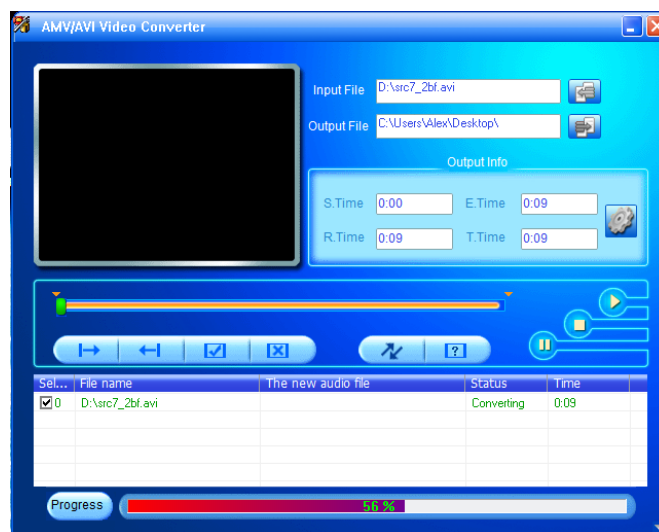 AMV/AVI Video Converter
Input File D:\src7_2bf.avi
Output File C:\Users\Alex\Desktop\
Output Info
S.Time 0:00 E.Time 0:09
R.Time 0:09 T.Time 0:09
Sel... File name The new audio file Status Time
0 D:\src7_2bf.avi Converting 0:09
Progress 56 %